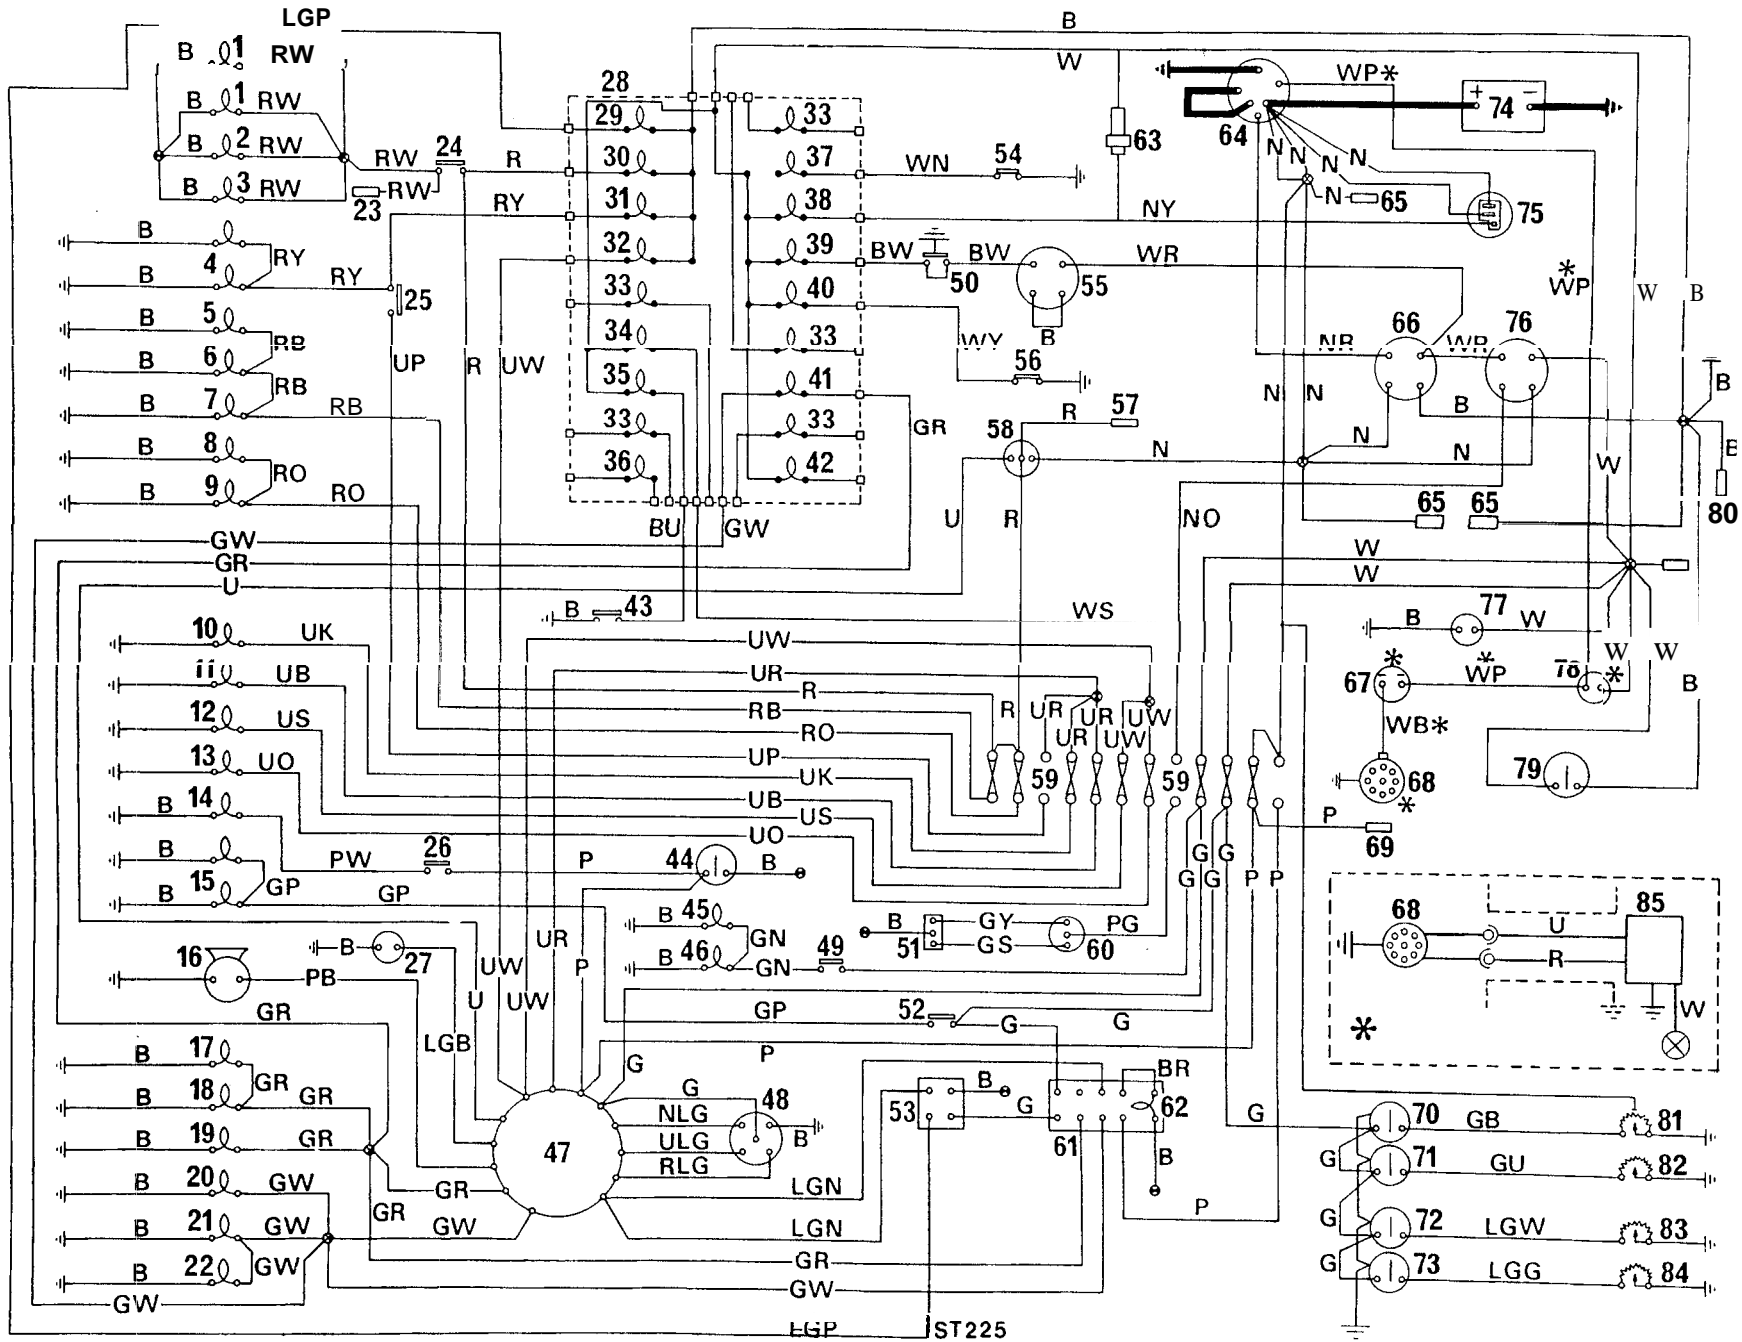 LGP
B
B 1 RW
W
WP*
28
+ 74 −
B 1 RW
29
33
64
63
B 2 RW
RW 24 R
30
37
WN 54
N N N N
B 3 RW
RW
23
RY
31
38
NY
N 65
75
B
RY
32
39
BW BW
50
WR
55
B 4 RY
25
33
40
*
WP
W B
B 5
RB
34
33
WY
B
NR 66 WR 76
B 6
RB
UP R UW
35
41
56
B
B 7 RB
33
33
GR
R 57
N N
B
B 8
RO
36
42
58
N
N N
W
B
B 9 RO
BU GW
U R
NO
65 65
80
GW
GR
U
W
W
B 43
WS
77
B W
10 UK
UW
W W
11 UB
UR
R
*
67
*
WP
78 *
B
12 US
RB
R UR UR UW
RO
UR UW
WB*
13 UO
UP
UK
59 59
68
*
79
B 14
UB
US
P
69
B
UO
PW 26 P 44 B
G G
B 15 GP
GP
G G P P
B 45
GN
B GY PG
68 U 85
B 46 GN 49
51 GS 60
R
16
PB
B 27
UR
UW P
U UW
GP 52 G G
W
*
GR
LGB
P
B 17
GR
G
BR
B 18 GR
G 48
NLG
53 B
G 61 62
G
70 GB 81
B 19 GR
47
ULG B
RLG
B
G 71 GU 82
B 20 GW
GR
GR
LGN
P
B 21 GW
GW
LGN
G 72 LGW 83
B 22 GW
GR
G 73 LGG 84
GW
GW
LGP ST225